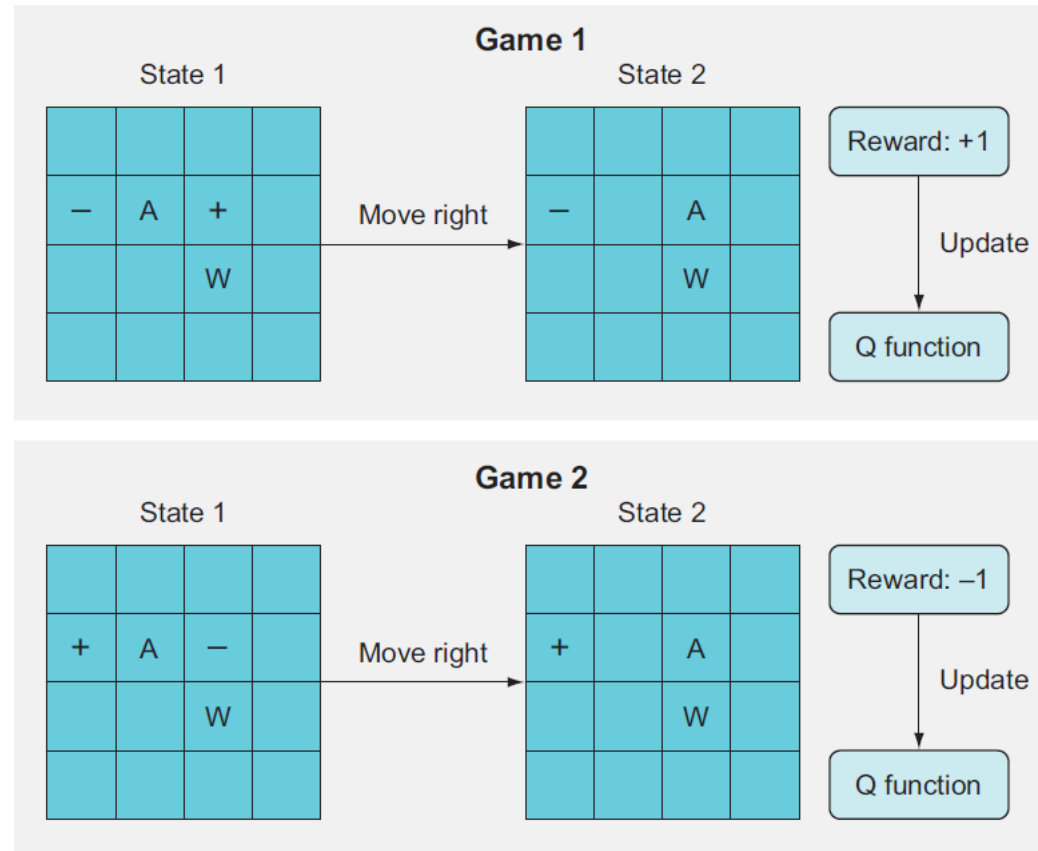 Game 1
State 1
State 2
– A +
W
Move right
– A
W
Reward: +1
Update
Q function
Game 2
State 1
State 2
+ A –
W
Move right
+ A
W
Reward: –1
Update
Q function